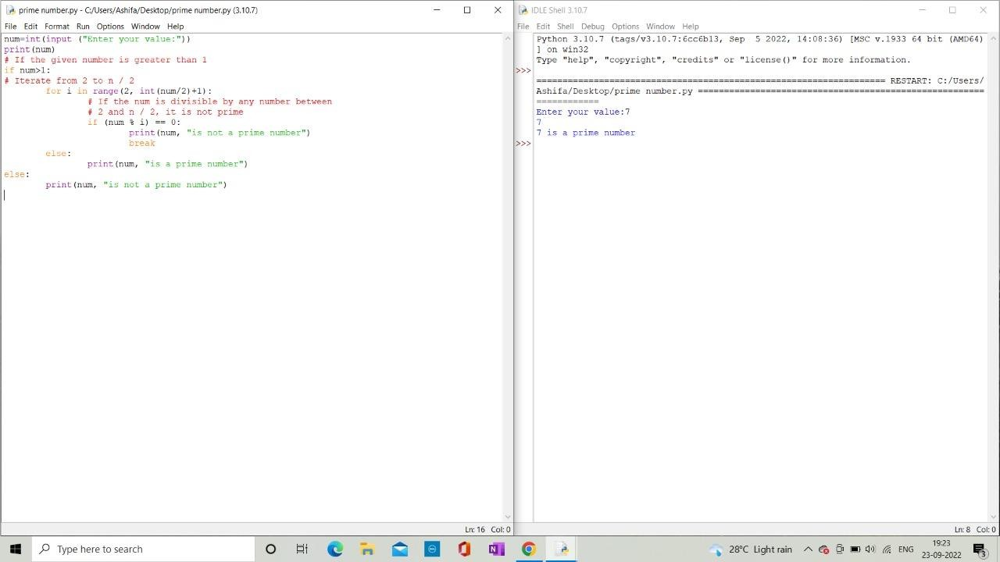 prime number.py - C:/Users/Ashifa/Desktop/prime number.py (3.10.7)
File Edit Format Run Options Window Help
num=int(input ("Enter your value:"))
print(num)
# If the given number is greater than 1
if num>1:
# Iterate from 2 to n / 2
for i in range(2, int(num/2)+1):
# If the num is divisible by any number between
# 2 and n / 2, it is not prime
if (num % i) == 0:
print(num, "is not a prime number")
break
else:
print(num, "is a prime number")
else:
print(num, "is not a prime number")
Ln: 16 Col: 0
IDLE Shell 3.10.7
File Edit Shell Debug Options Window Help
Python 3.10.7 (tags/v3.10.7:6cc6b13, Sep  5 2022, 14:08:36) [MSC v.1933 64 bit (AMD64)
] on win32
Type "help", "copyright", "credits" or "license()" for more information.
>>>
=================================================================== RESTART: C:/Users/
Ashifa/Desktop/prime number.py =======================================================
============
Enter your value:7
7
7 is a prime number
>>>
Ln: 8 Col: 0
Type here to search
28°C Light rain
ENG
19:23
23-09-2022
3